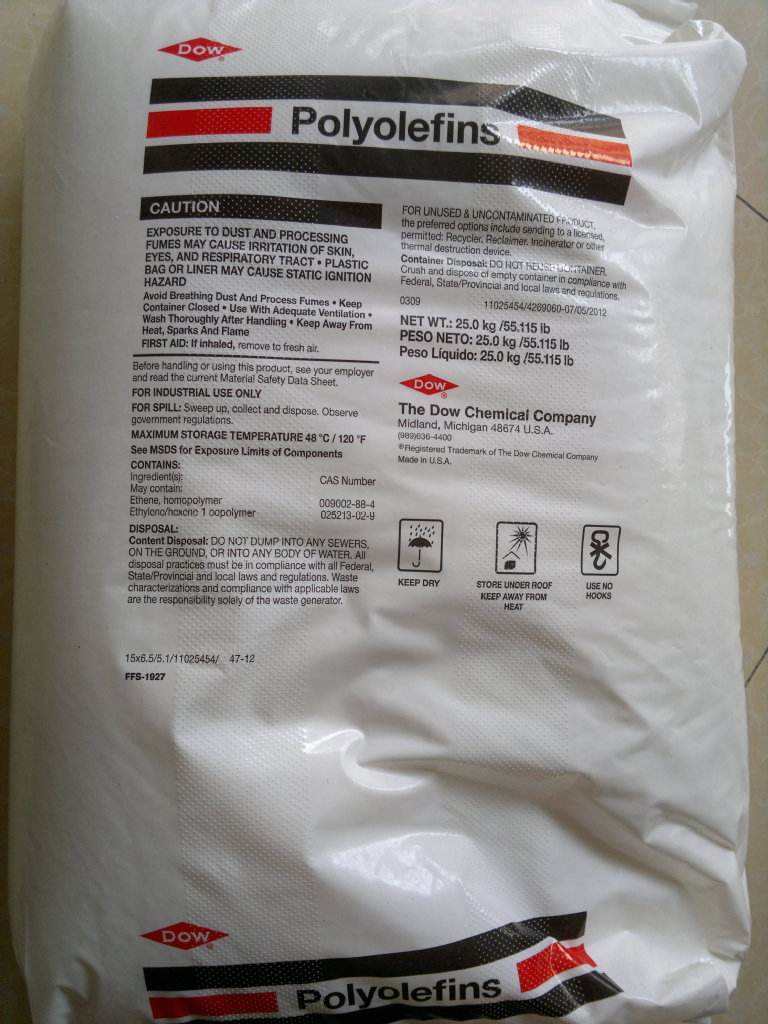 Dow
Polyolefins
CAUTION
EXPOSURE TO DUST AND PROCESSING
FUMES MAY CAUSE IRRITATION OF SKIN,
EYES, AND RESPIRATORY TRACT • PLASTIC
BAG OR LINER MAY CAUSE STATIC IGNITION
HAZARD
Avoid Breathing Dust And Process Fumes • Keep
Container Closed • Use With Adequate Ventilation •
Wash Thoroughly After Handling • Keep Away From
Heat, Sparks And Flame
FIRST AID: If inhaled, remove to fresh air.
Before handling or using this product, see your employer
and read the current Material Safety Data Sheet.
FOR INDUSTRIAL USE ONLY
FOR SPILL: Sweep up, collect and dispose. Observe
government regulations.
MAXIMUM STORAGE TEMPERATURE 48 °C / 120 °F
See MSDS for Exposure Limits of Components
CONTAINS:
Ingredient(s): CAS Number
May contain:
Ethene, homopolymer 009002-88-4
Ethylene/hexene 1 copolymer 025213-02-9
DISPOSAL:
Content Disposal: DO NOT DUMP INTO ANY SEWERS,
ON THE GROUND, OR INTO ANY BODY OF WATER. All
disposal practices must be in compliance with all Federal,
State/Provincial and local laws and regulations. Waste
characterizations and compliance with applicable laws
are the responsibility solely of the waste generator.
15x6.5/5.1/11025454/ 47-12
FFS-1927
FOR UNUSED & UNCONTAMINATED PRODUCT,
the preferred options include sending to a licensed,
permitted: Recycler, Reclaimer, Incinerator or other
thermal destruction device.
Container Disposal: DO NOT REUSE CONTAINER.
Crush and dispose of empty container in compliance with
Federal, State/Provincial and local laws and regulations.
0309 11025454/4269060-07/05/2012
NET WT.: 25.0 kg /55.115 lb
PESO NETO: 25.0 kg /55.115 lb
Peso Líquido: 25.0 kg /55.115 lb
Dow
The Dow Chemical Company
Midland, Michigan 48674 U.S.A.
(989)636-4400
®Registered Trademark of The Dow Chemical Company
Made in U.S.A.
KEEP DRY
STORE UNDER ROOF
KEEP AWAY FROM
HEAT
USE NO
HOOKS
Dow
Polyolefins